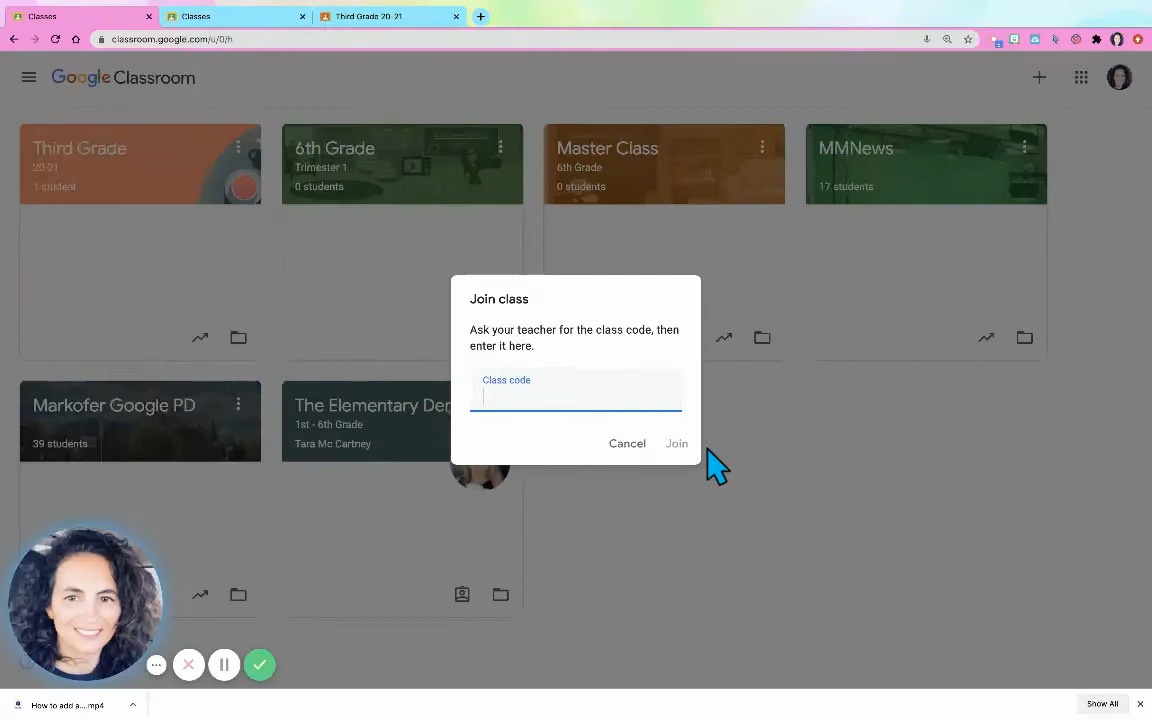 Classes
Classes
Third Grade 20-21
classroom.google.com/u/0/h
Google Classroom
Third Grade
20-21
1 student
6th Grade
Trimester 1
0 students
Master Class
6th Grade
0 students
MMNews
17 students
Join class
Ask your teacher for the class code, then
enter it here.
Class code
Cancel
Join
Markofer Google PD
39 students
The Elementary Der
1st - 6th Grade
Tara Mc Cartney
How to add a....mp4
Show All